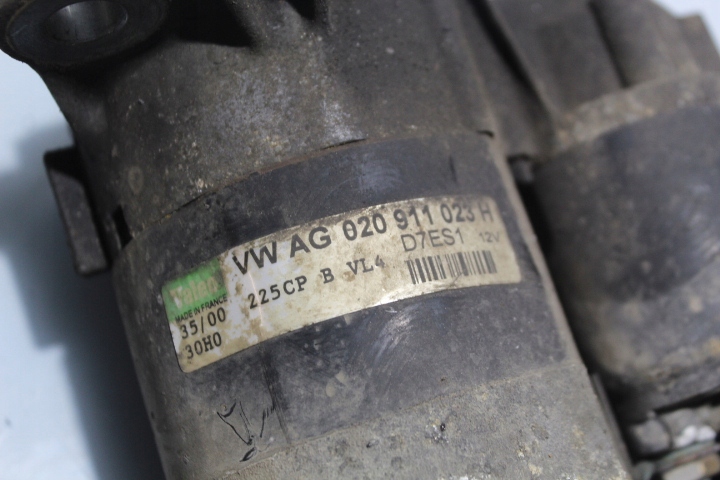 VW AG 020 911 023 H
Valeo D7ES1 12V
MADE IN FRANCE
225CP B VL4
35/00
30H0